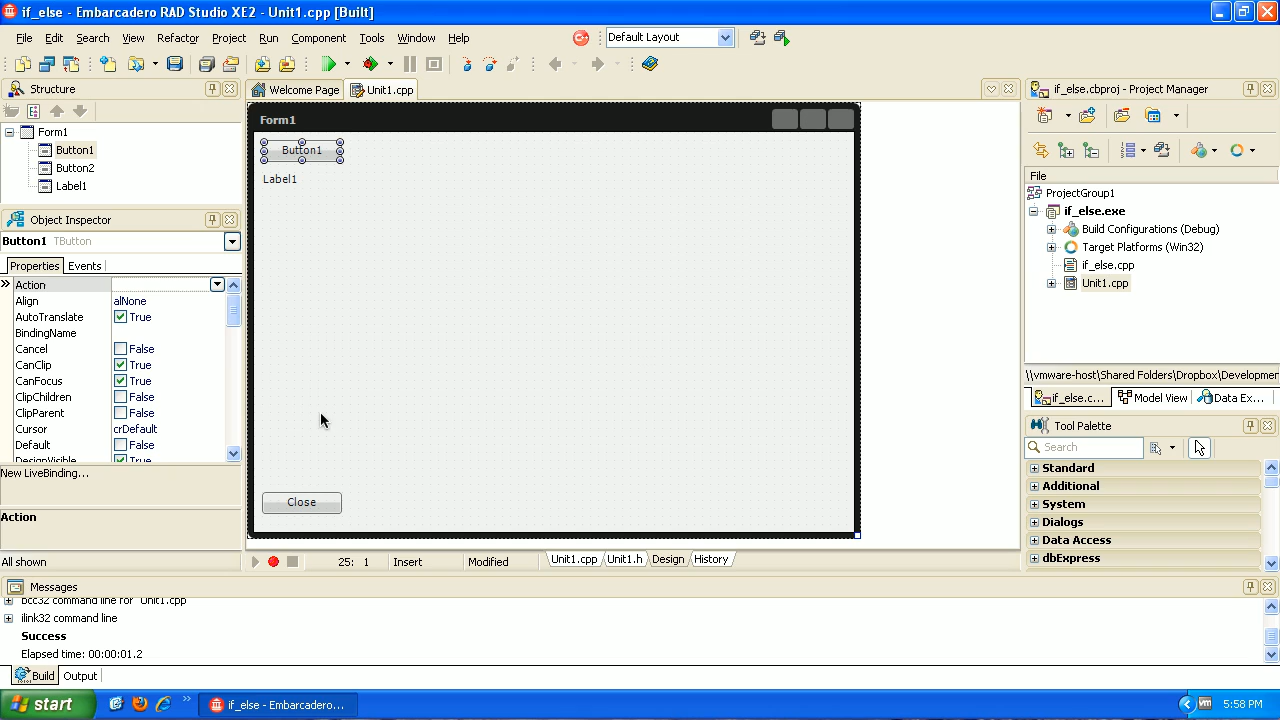 if_else - Embarcadero RAD Studio XE2 - Unit1.cpp [Built]
File Edit Search View Refactor Project Run Component Tools Window Help
Default Layout
Structure
Form1
Button1
Button2
Label1
Object Inspector
Button1 TButton
Properties Events
Action
Align alNone
AutoTranslate True
BindingName
Cancel False
CanClip True
CanFocus True
ClipChildren False
ClipParent False
Cursor crDefault
Default False
DesignVisible True
New LiveBinding...
Action
All shown
Welcome Page Unit1.cpp
Form1
Button1
Label1
Close
25: 1 Insert Modified
Unit1.cpp Unit1.h Design History
if_else.cbproj - Project Manager
File
ProjectGroup1
if_else.exe
Build Configurations (Debug)
Target Platforms (Win32)
if_else.cpp
Unit1.cpp
\\vmware-host\Shared Folders\Dropbox\Developmen
if_else.c... Model View Data Ex...
Tool Palette
Search
Standard
Additional
System
Dialogs
Data Access
dbExpress
Messages
bcc32 command line for "Unit1.cpp"
ilink32 command line
Success
Elapsed time: 00:00:01.2
Build Output
start if_else - Embarcadero... vm 5:58 PM